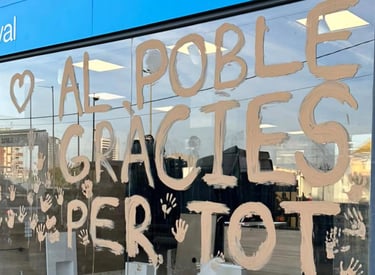 val
AL POBLE
GRÀCIES
PER TOT